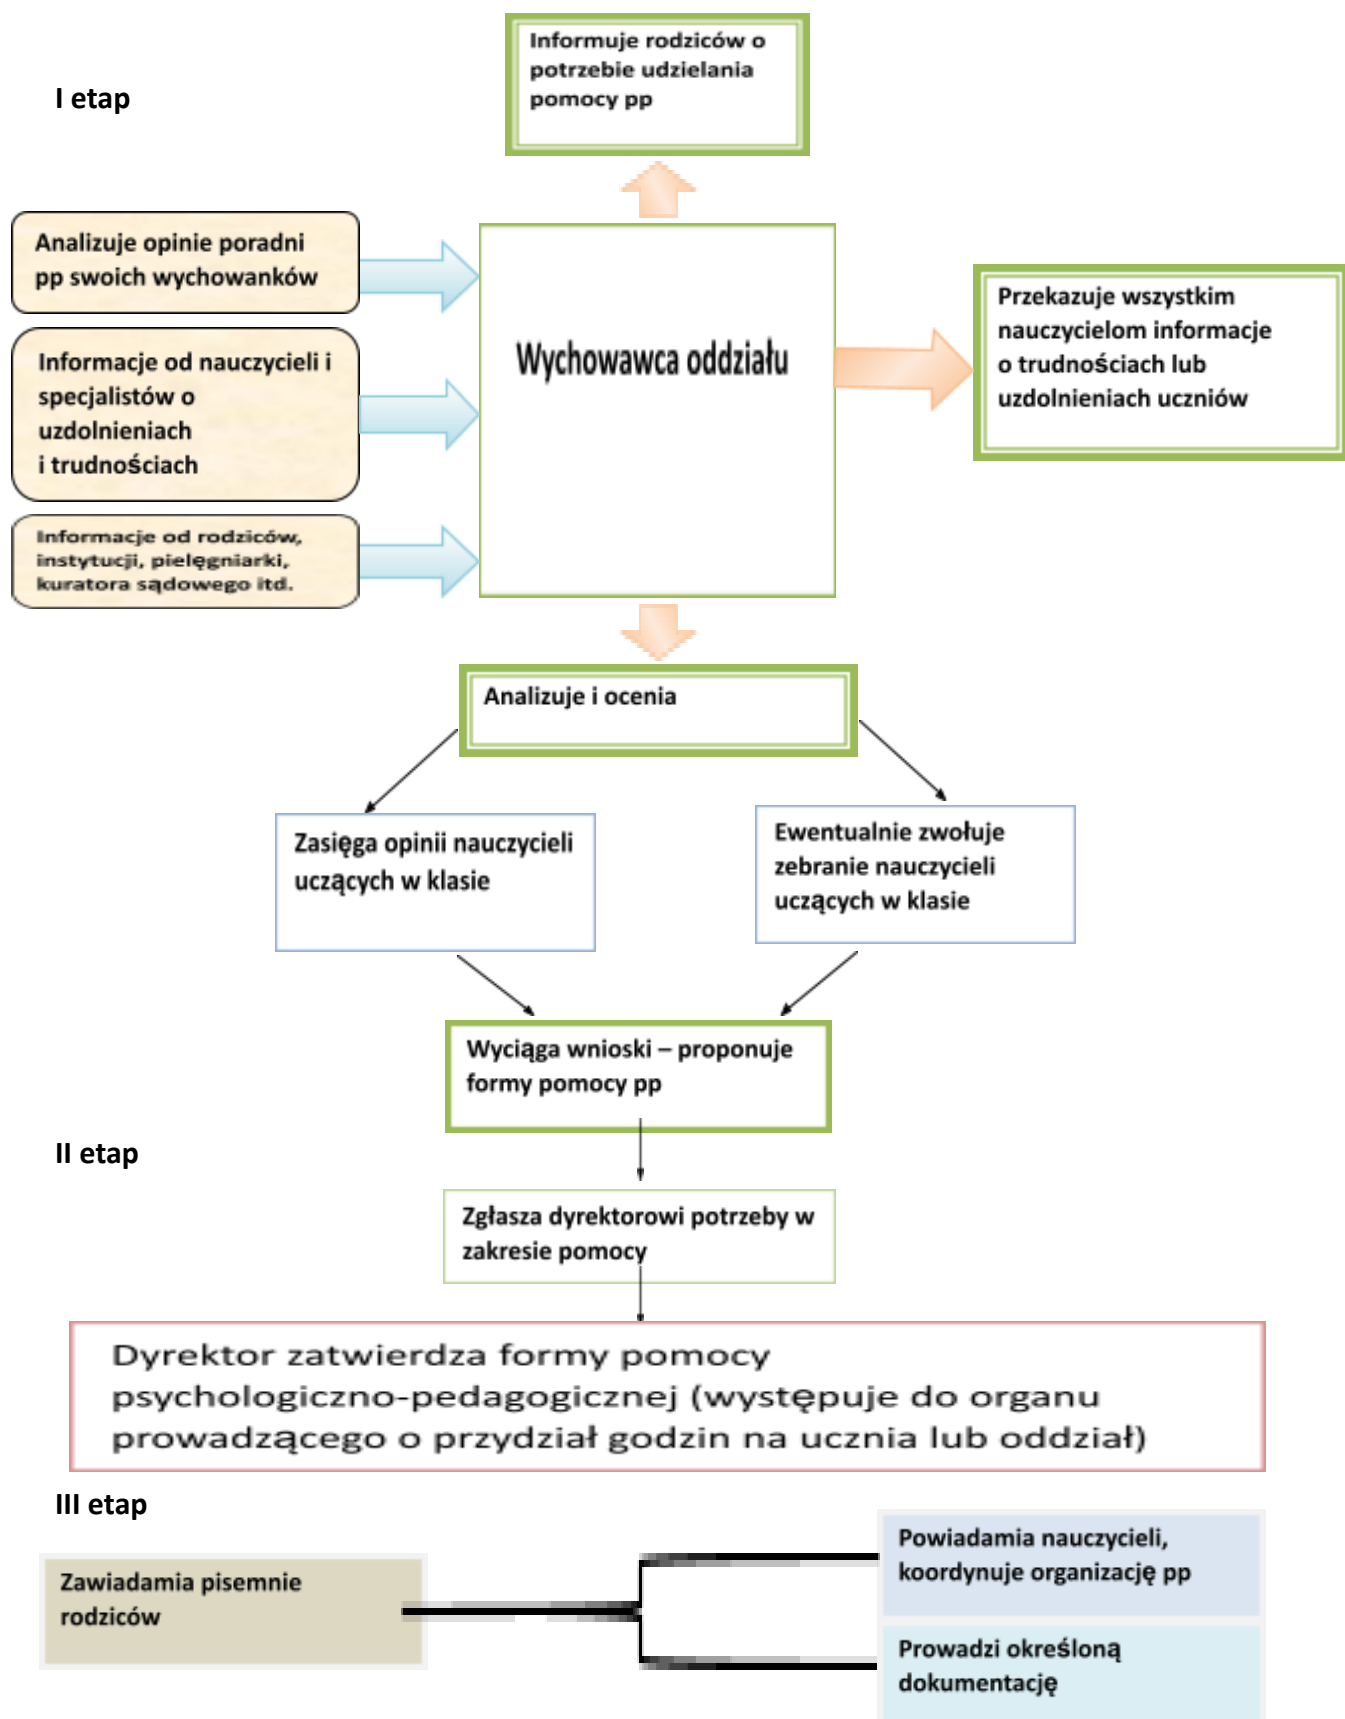 Informuje rodziców o
potrzebie udzielania
pomocy pp
I etap
Analizuje opinie poradni
pp swoich wychowanków
Informacje od nauczycieli i
specjalistów o
uzdolnieniach
i trudnościach
Informacje od rodziców,
instytucji, pielęgniarki,
kuratora sądowego itd.
Wychowawca oddziału
Przekazuje wszystkim
nauczycielom informacje
o trudnościach lub
uzdolnieniach uczniów
Analizuje i ocenia
Zasięga opinii nauczycieli
uczących w klasie
Ewentualnie zwołuje
zebranie nauczycieli
uczących w klasie
Wyciąga wnioski – proponuje
formy pomocy pp
II etap
Zgłasza dyrektorowi potrzeby w
zakresie pomocy
Dyrektor zatwierdza formy pomocy
psychologiczno-pedagogicznej (występuje do organu
prowadzącego o przydział godzin na ucznia lub oddział)
III etap
Zawiadamia pisemnie
rodziców
Powiadamia nauczycieli,
koordynuje organizację pp
Prowadzi określoną
dokumentację